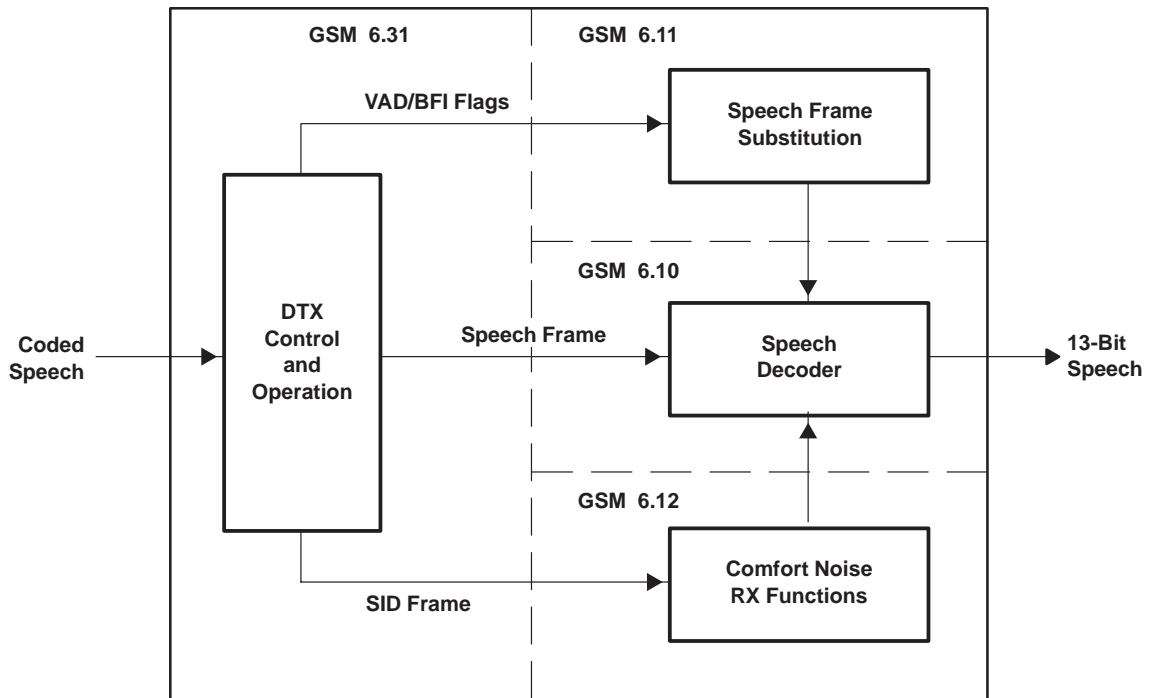 GSM 6.31
GSM 6.11
VAD/BFI Flags
Speech Frame
Substitution
GSM 6.10
DTX
Control
and
Operation
Coded
Speech
Speech Frame
Speech
Decoder
13-Bit
Speech
GSM 6.12
Comfort Noise
RX Functions
SID Frame